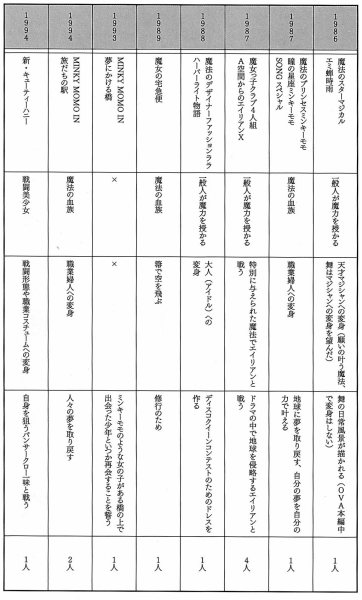 1986
魔法のスターマジカル
エミ蝉時雨
一般人が魔力を授かる
天才マジシャンへの変身（願いの叶う魔法、
舞はマジシャンへの変身を望んだ）
舞の日常風景が描かれる（OVA本編中
で変身はしない）
1人
1987
魔法のプリンセスミンキーモモ
瞳の星座ミンキーモモ
SONGスペシャル
魔法の血族
職業婦人への変身
地球に夢を取り戻す、自分の夢を自分の
力で叶える
1人
1987
魔女っ子クラブ4人組
A空間からのエイリアンX
一般人が魔力を授かる
特別に与えられた魔法でエイリアンと
戦う
ドラマの中で地球を侵略するエイリアンと
戦う
4人
1988
魔法のデザイナーファッションララ
ハーバーライト物語
一般人が魔力を授かる
大人（アイドル）への
変身
ディスコクイーンコンテストのためのドレスを
作る
1人
1989
魔女の宅急便
魔法の血族
箒で空を飛ぶ
修行のため
1人
1993
MINKY MOMO IN
夢にかける橋
×
×
ミンキーモモのような女の子がある橋の上で
出会った少年といつか再会することを誓う
1人
1994
MINKY MOMO IN
旅だちの駅
魔法の血族
職業婦人への変身
人々の夢を取り戻す
2人
1994
新・キューティーハニー
戦闘美少女
戦闘形態や職業コスチュームへの変身
自身を狙うパンサークロー一味と戦う
1人